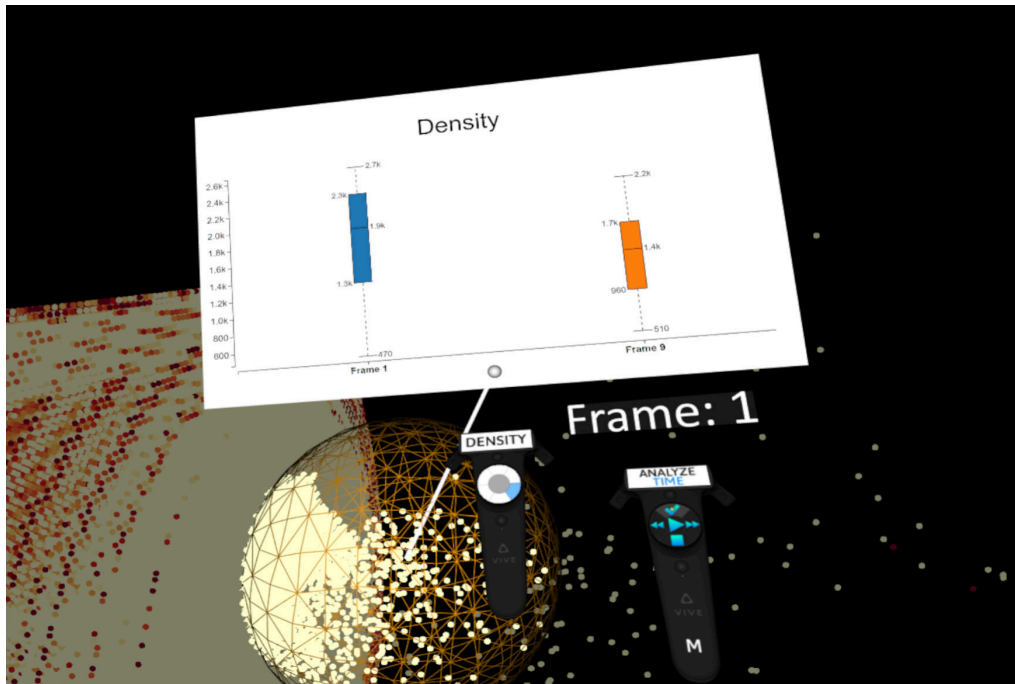 Density
2.6k
2.4k
2.2k
2.0k
1.8k
1.6k
1.4k
1.2k
1.0k
800
600
2.7k
2.3k
1.9k
1.3k
470
Frame 1
2.2k
1.7k
1.4k
960
510
Frame 9
Frame: 1
DENSITY
VIVE
ANALYZE
TIME
VIVE
M